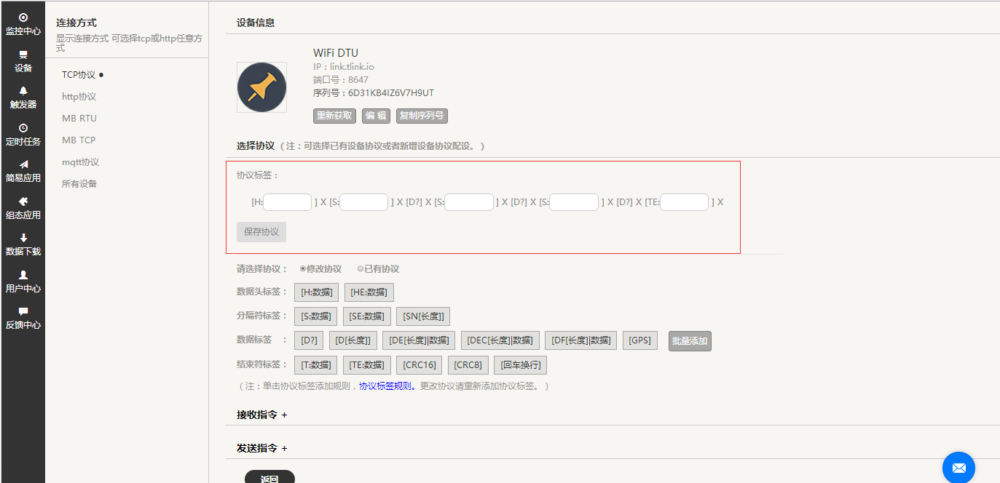 监控中心
设备
触发器
定时任务
简易应用
组态应用
数据下载
用户中心
反馈中心
连接方式
显示连接方式 可选择tcp或http任意方
式
TCP协议 ●
http协议
MB RTU
MB TCP
mqtt协议
所有设备
设备信息
WiFi DTU
IP：link.tlink.io
端口号：8647
序列号：6D31KB4IZ6V7H9UT
重新获取 编 辑 复制序列号
选择协议（注：可选择已有设备协议或者新增设备协议配设。）
协议标签：
[H: ] X [S: ] X [D?] X [S: ] X [D?] X [S: ] X [D?] X [TE: ] X
保存协议
请选择协议： 修改协议 已有协议
数据头标签： [H:数据] [HE:数据]
分隔符标签： [S:数据] [SE:数据] [SN[长度]]
数据标签 ： [D?] [D[长度]] [DE[长度]|数据] [DEC[长度]|数据] [DF[长度]|数据] [GPS] 批量添加
结束符标签： [T:数据] [TE:数据] [CRC16] [CRC8] [回车换行]
（注：单击协议标签添加规则，协议标签规则。更改协议请重新添加协议标签。）
接收指令 +
发送指令 +
返回